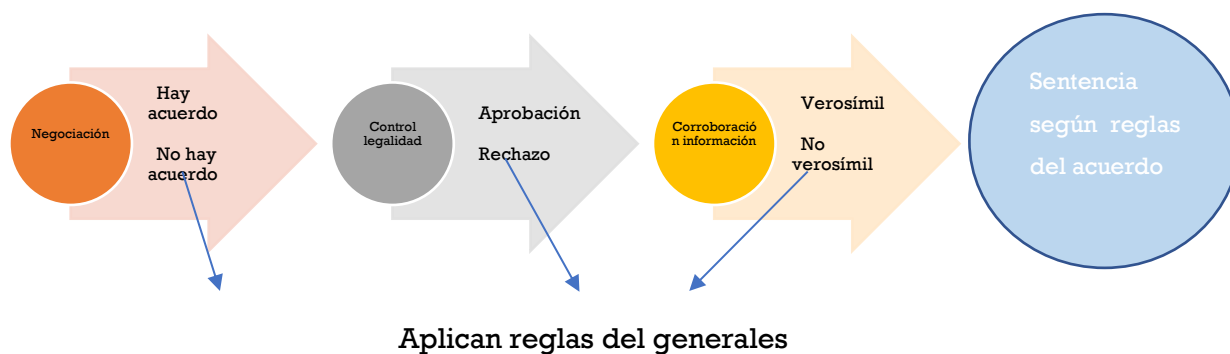 Negociación
Hay
acuerdo
No hay
acuerdo
Control
legalidad
Aprobación
Rechazo
Corroboració
n información
Verosímil
No
verosímil
Sentencia
según reglas
del acuerdo
Aplican reglas del generales